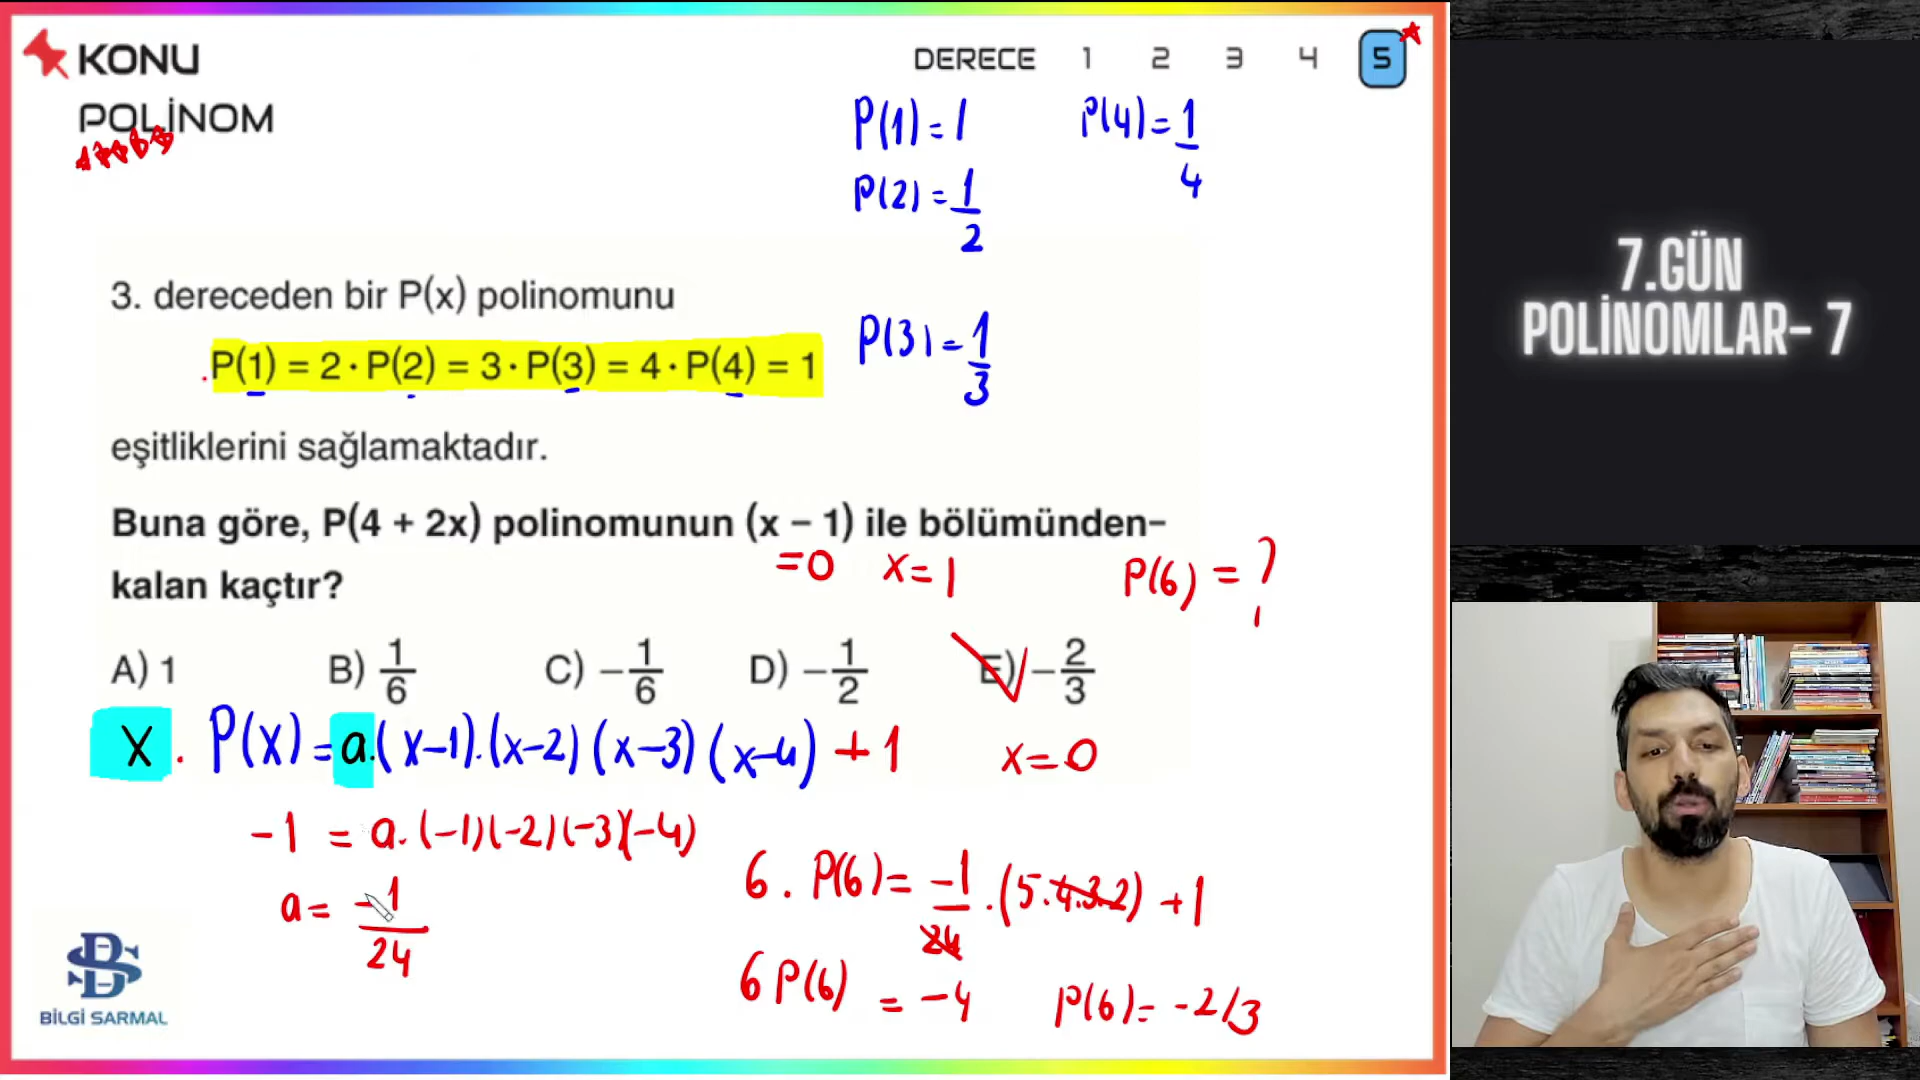 KONU
DERECE 1 2 3 4 5
POLİNOM
P(1) = 1
P(4) = 1/4
P(2) = 1/2
3. dereceden bir P(x) polinomunu
P(1) = 2 · P(2) = 3 · P(3) = 4 · P(4) = 1
P(3) = 1/3
eşitliklerini sağlamaktadır.
Buna göre, P(4 + 2x) polinomunun (x − 1) ile bölümünden-
=0 x=1 P(6) = ?
kalan kaçtır?
A) 1 B) 1/6 C) −1/6 D) −1/2 E) −2/3
x . P(x) = a.(x−1).(x−2)(x−3)(x−4) + 1 x=0
-1 = a.(-1)(-2)(-3)(-4)
a = -1/24
6 . P(6) = -1/24 . (5.4.3.2) + 1
6P(6) = -4 P(6) = -2/3
BİLGİ SARMAL
7.GÜN
POLİNOMLAR- 7